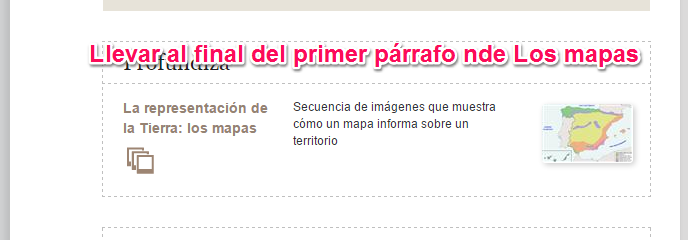 Llevar al final del primer párrafo nde Los mapas
Profundiza
La representación de
la Tierra: los mapas
Secuencia de imágenes que muestra
cómo un mapa informa sobre un
territorio